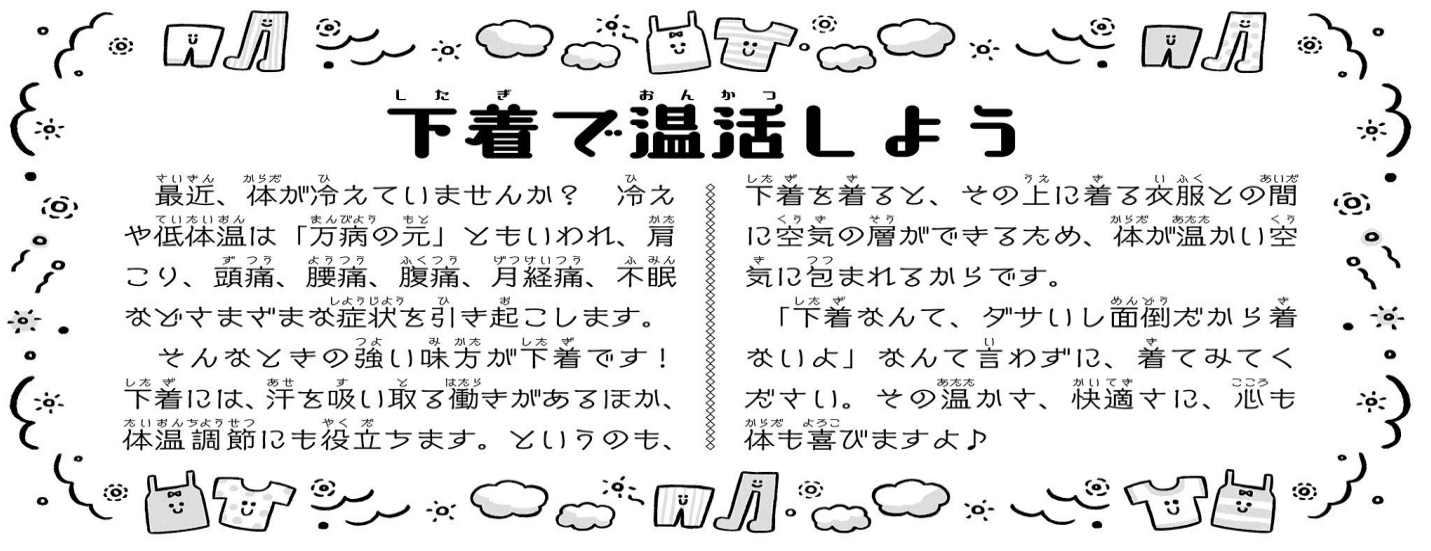 下着で温活しよう
最近、体が冷えていませんか？　冷え
や低体温は「万病の元」ともいわれ、肩
こり、頭痛、腰痛、腹痛、月経痛、不眠
などさまざまな症状を引き起こします。
そんなときの強い味方が下着です！
下着には、汗を吸い取る働きがあるほか、
体温調節にも役立ちます。というのも、
下着を着ると、その上に着る衣服との間
に空気の層ができるため、体が温かい空
気に包まれるからです。
「下着なんて、ダサいし面倒だから着
ないよ」なんて言わずに、着てみてく
ださい。その温かさ、快適さに、心も
体も喜びますよ♪